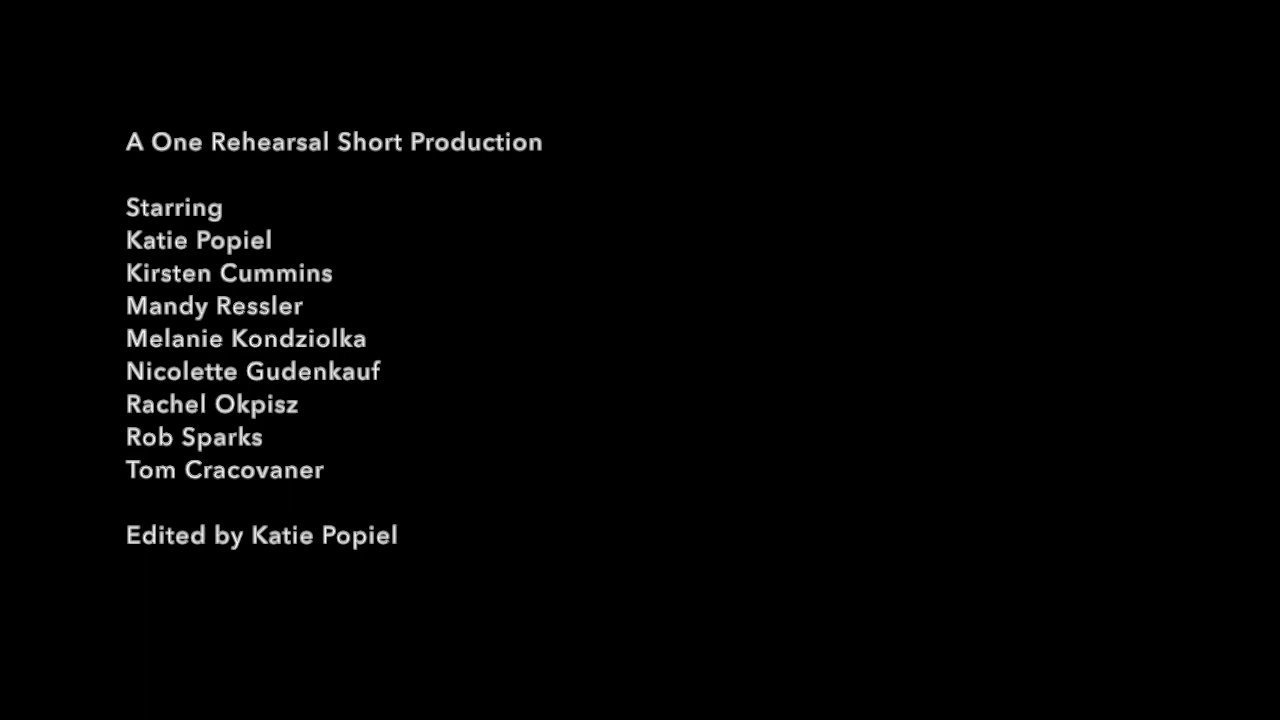 A One Rehearsal Short Production
Starring
Katie Popiel
Kirsten Cummins
Mandy Ressler
Melanie Kondziolka
Nicolette Gudenkauf
Rachel Okpisz
Rob Sparks
Tom Cracovaner
Edited by Katie Popiel